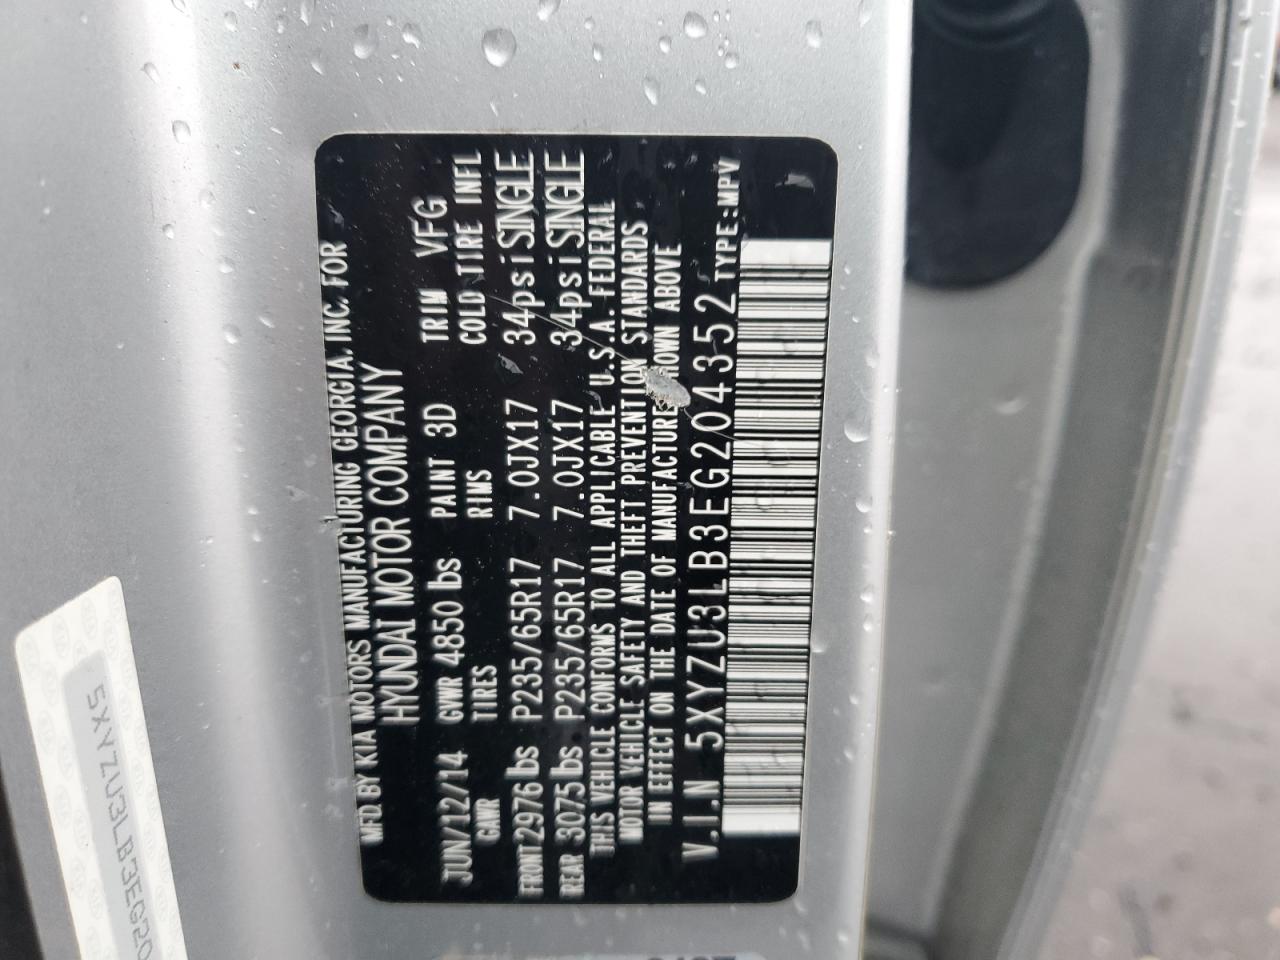 MFD BY KIA MOTORS MANUFACTURING GEORGIA, INC. FOR
HYUNDAI MOTOR COMPANY
JUN/12/14 GVWR 4850 lbs PAINT 3D TRIM VFG
GAWR TIRES RIMS COLD TIRE INFL
FRONT 2976 lbs P235/65R17 7.0JX17 34psi SINGLE
REAR 3075 lbs P235/65R17 7.0JX17 34psi SINGLE
THIS VEHICLE CONFORMS TO ALL APPLICABLE U.S.A. FEDERAL
MOTOR VEHICLE SAFETY AND THEFT PREVENTION STANDARDS
IN EFFECT ON THE DATE OF MANUFACTURE SHOWN ABOVE
V.I.N 5XYZU3LB3EG204352 TYPE:MPV
5XYZU3LB3EG20